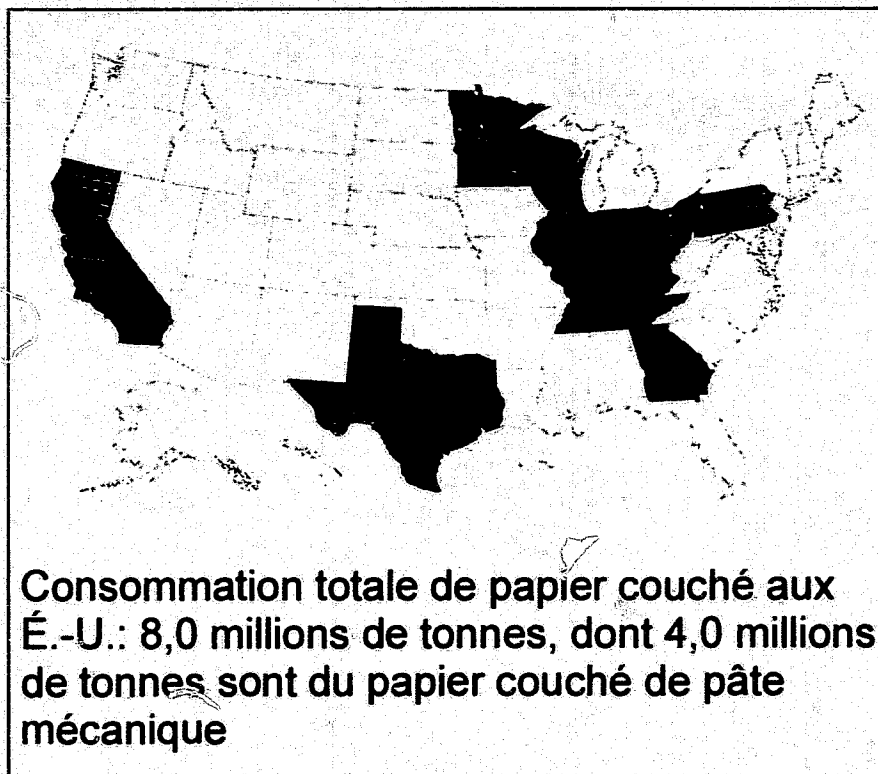 Consommation totale de papier couché aux
É.-U.: 8,0 millions de tonnes, dont 4,0 millions
de tonnes sont du papier couché de pâte
mécanique